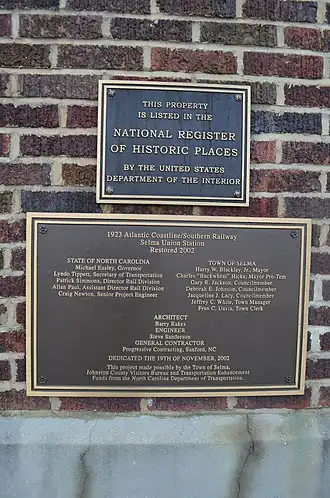 THIS PROPERTY
IS LISTED IN THE
NATIONAL REGISTER
OF HISTORIC PLACES
BY THE UNITED STATES
DEPARTMENT OF THE INTERIOR
1923 Atlantic Coastline/Southern Railway
Selma Union Station
Restored 2002
STATE OF NORTH CAROLINA
Michael Easley, Governor
Lyndo Tippett, Secretary of Transportation
Patrick Simmons, Director Rail Division
Allan Paul, Assistant Director Rail Division
Craig Newton, Senior Project Engineer
TOWN OF SELMA
Harry W. Blackley, Jr., Mayor
Charles "Buckwheat" Hicks, Mayor Pro-Tem
Gary R. Jackson, Councilmember
Deborah B. Johnson, Councilmember
Jacqueline J. Lacy, Councilmember
Jeffrey C. White, Town Manager
Fran C. Davis, Town Clerk
ARCHITECT
Barry Rakes
ENGINEER
Steve Sanderson
GENERAL CONTRACTOR
Progressive Contracting, Sanford, NC
DEDICATED THE 19TH OF NOVEMBER, 2002
This project made possible by the Town of Selma,
Johnston County Visitors Bureau and Transportation Enhancement
Funds from the North Carolina Department of Transportation.